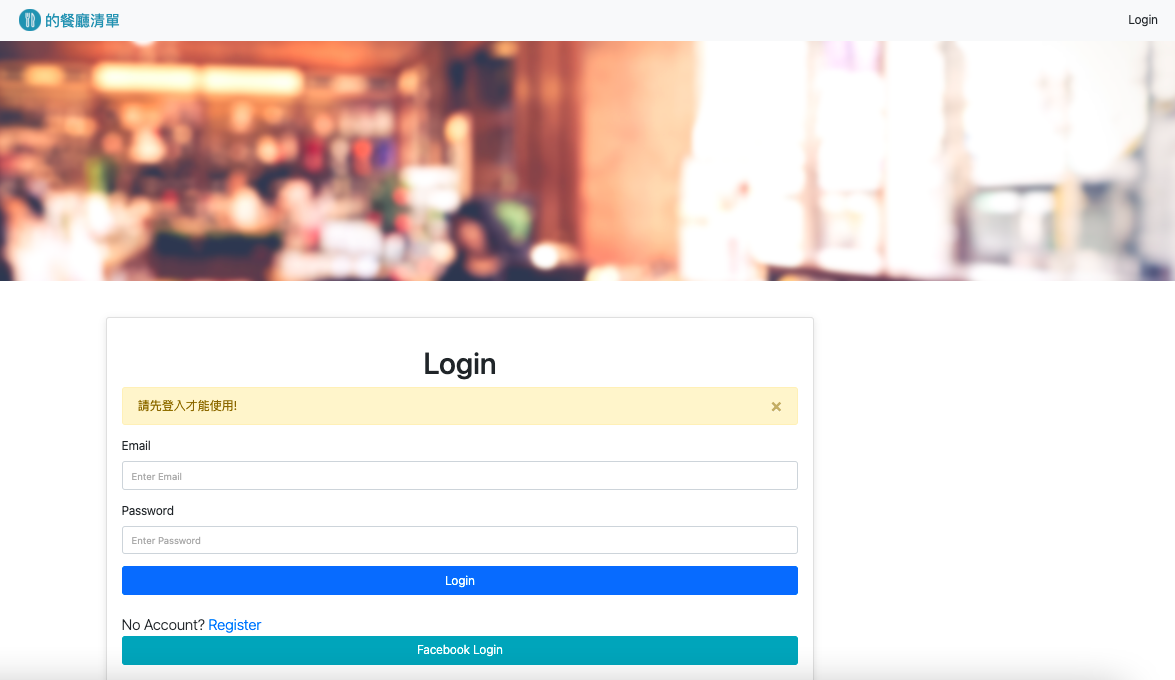 的餐廳清單
Login
Login
請先登入才能使用!
×
Email
Enter Email
Password
Enter Password
Login
No Account? Register
Facebook Login